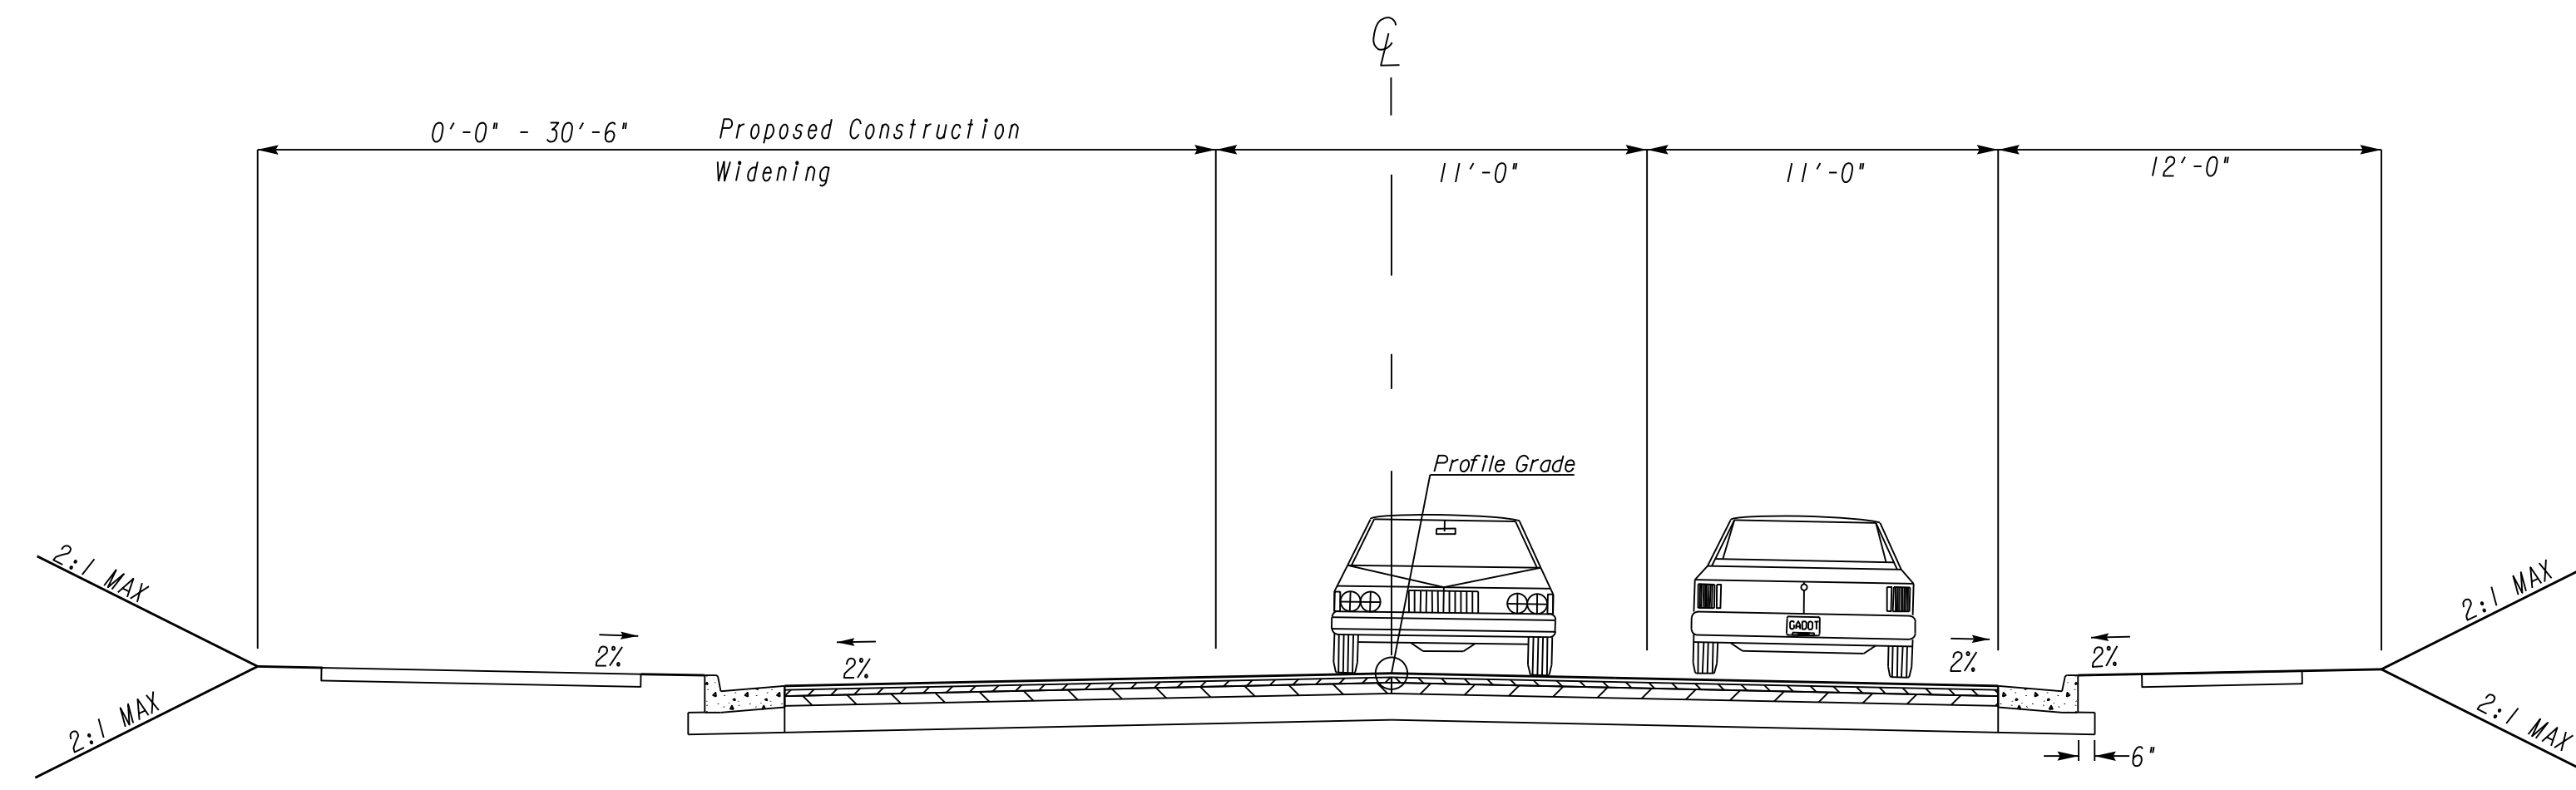 CL
0'-0" - 30'-6" Proposed Construction
Widening
11'-0"
11'-0"
12'-0"
Profile Grade
2:1 MAX
2:1 MAX
2%
2%
GADOT
2%
2%
2:1 MAX
2:1 MAX
6"